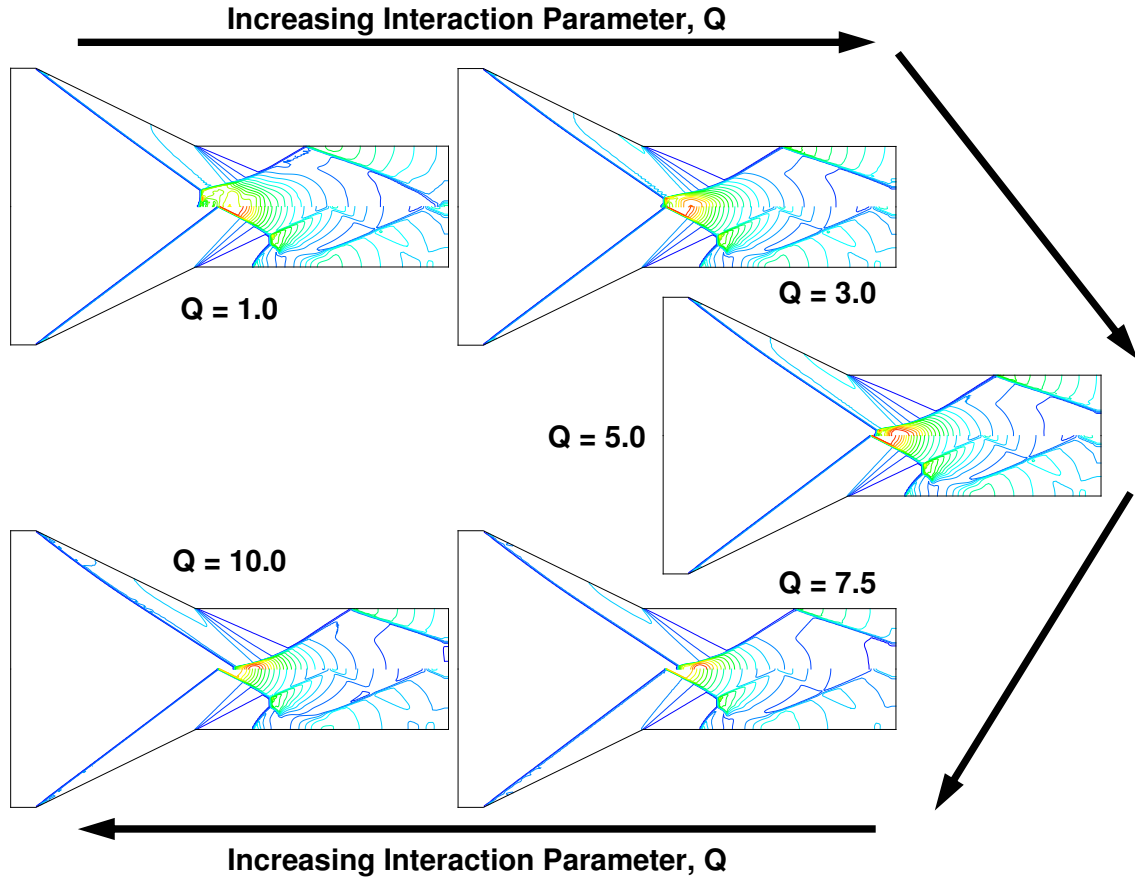 Increasing Interaction Parameter, Q
Q = 1.0
Q = 3.0
Q = 5.0
Q = 7.5
Q = 10.0
Increasing Interaction Parameter, Q